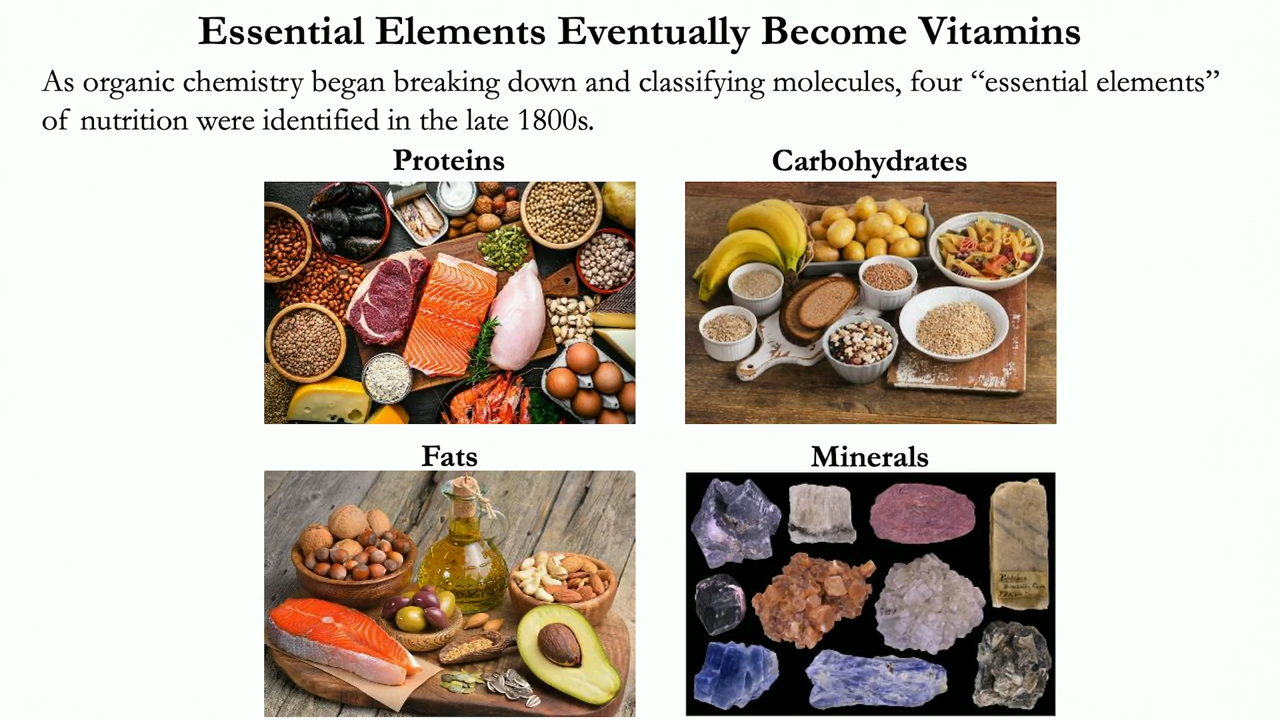 Essential Elements Eventually Become Vitamins
As organic chemistry began breaking down and classifying molecules, four “essential elements”
of nutrition were identified in the late 1800s.
Proteins
Carbohydrates
Fats
Minerals